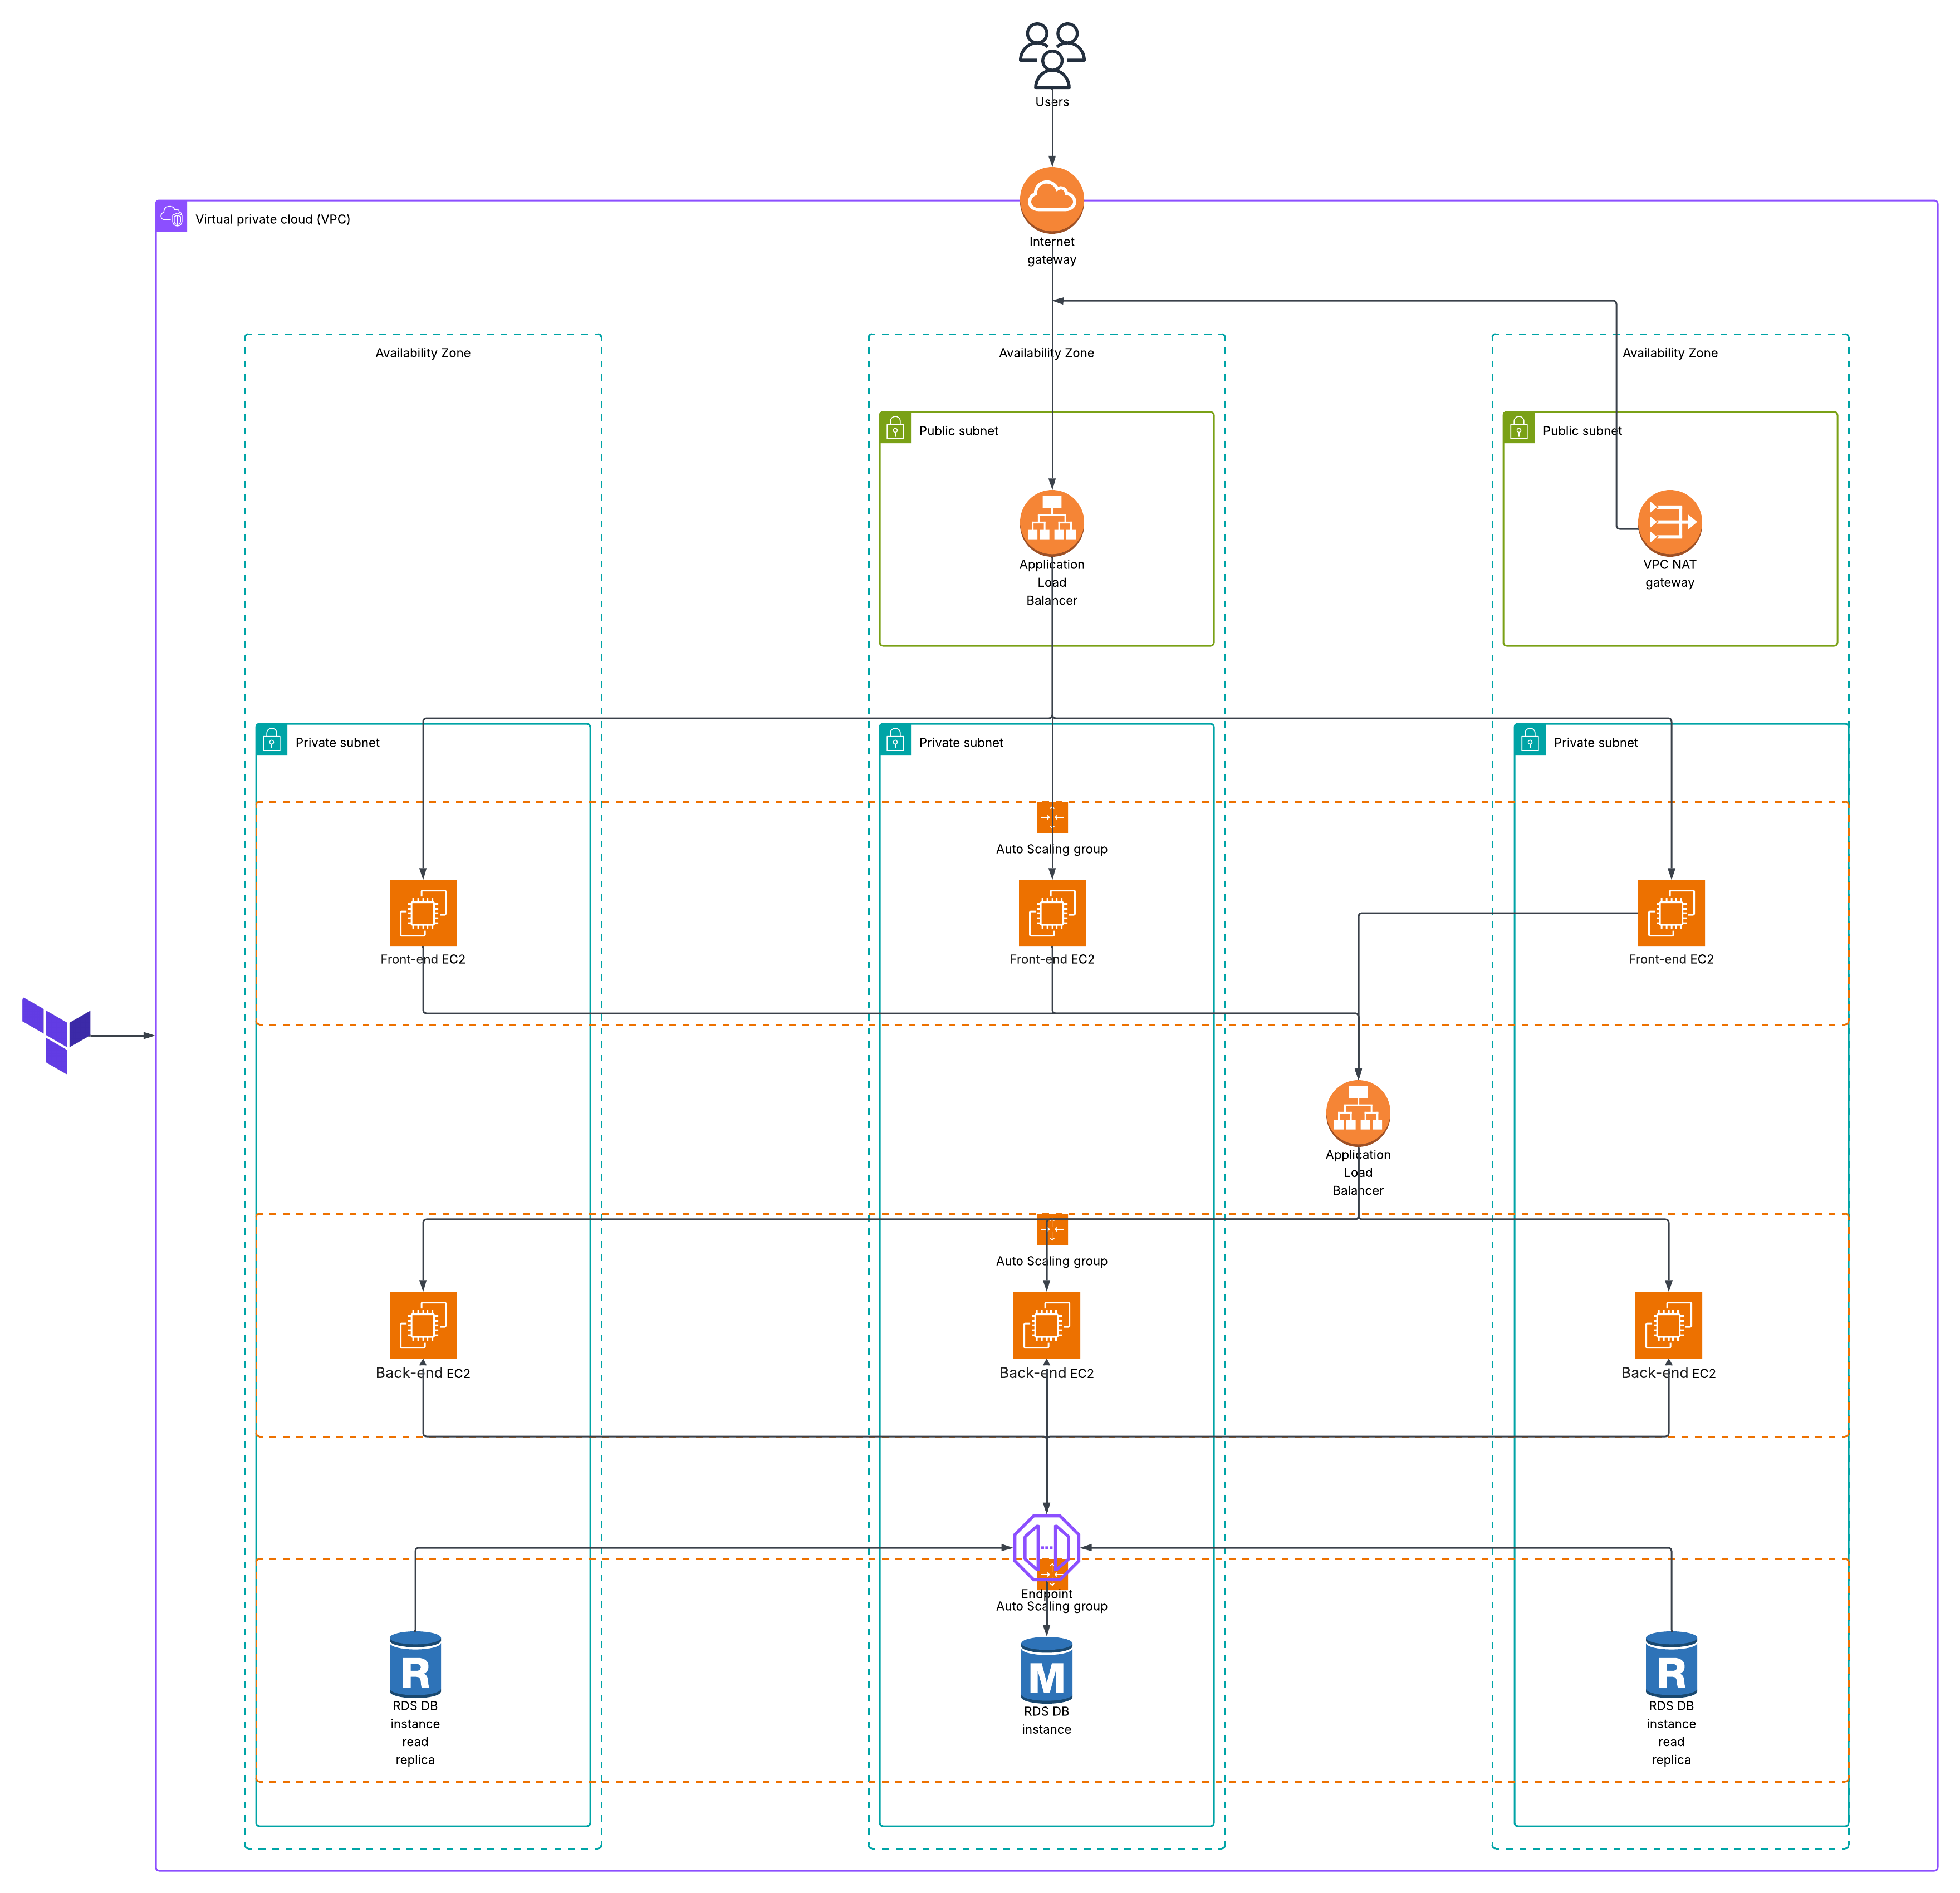 Users
Virtual private cloud (VPC)
Internet
gateway
Availability Zone
Availability Zone
Availability Zone
Public subnet
Public subnet
Application
Load
Balancer
VPC NAT
gateway
Private subnet
Private subnet
Private subnet
Auto Scaling group
Front-end EC2
Front-end EC2
Front-end EC2
Application
Load
Balancer
Auto Scaling group
Back-end EC2
Back-end EC2
Back-end EC2
Endpoint
Auto Scaling group
R
M
R
RDS DB
instance
read
replica
RDS DB
instance
RDS DB
instance
read
replica